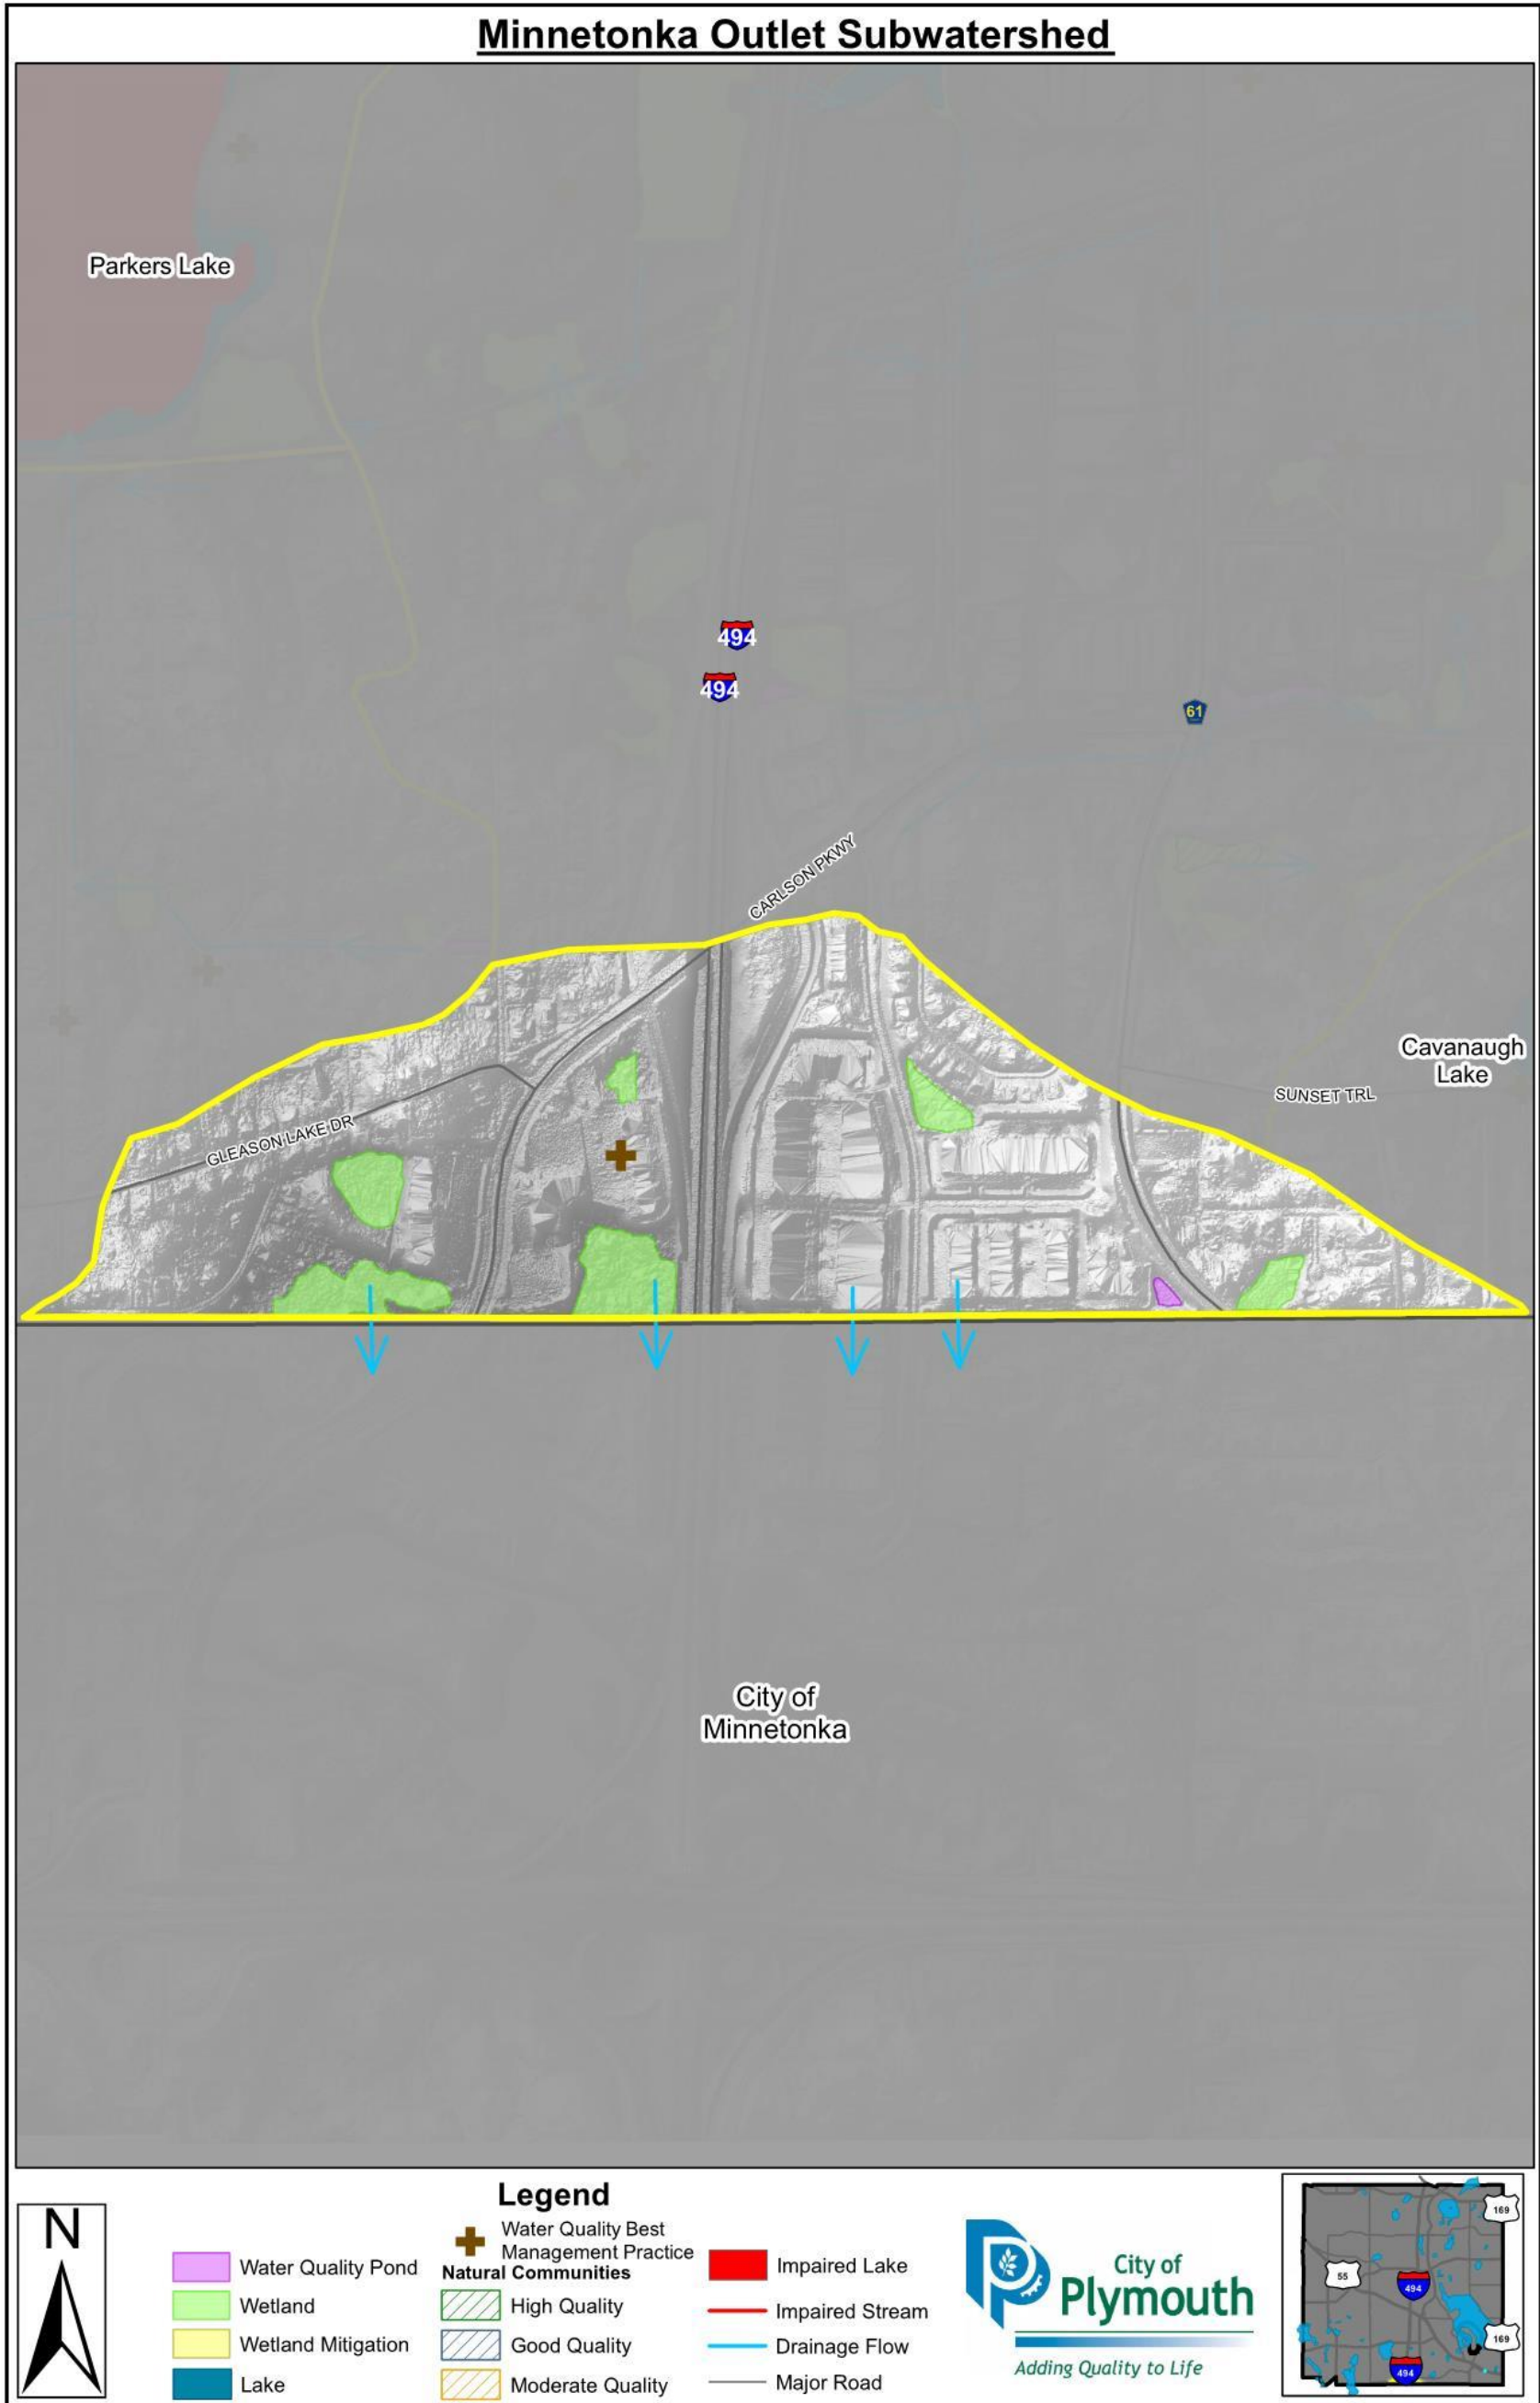 Minnetonka Outlet Subwatershed
Parkers Lake
494
494
61
CARLSON PKWY
Cavanaugh
Lake
SUNSET TRL
GLEASON LAKE DR
City of
Minnetonka
N
Legend
Water Quality Pond
Wetland
Wetland Mitigation
Lake
Water Quality Best
Management Practice
Natural Communities
High Quality
Good Quality
Moderate Quality
Impaired Lake
Impaired Stream
Drainage Flow
Major Road
City of
Plymouth
Adding Quality to Life
169
55
494
169
494